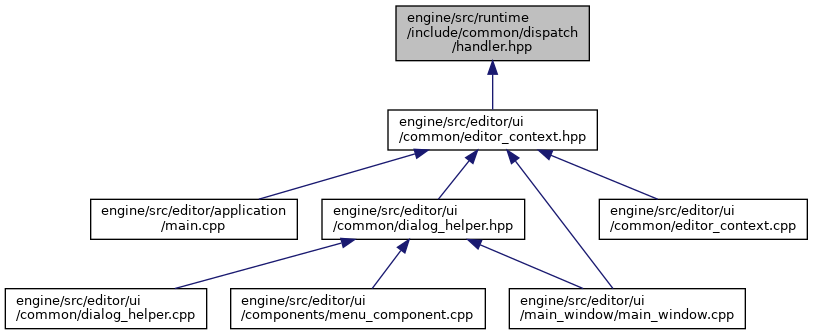 engine/src/runtime
/include/common/dispatch
/handler.hpp
engine/src/editor/ui
/common/editor_context.hpp
engine/src/editor/application
/main.cpp
engine/src/editor/ui
/common/dialog_helper.hpp
engine/src/editor/ui
/common/editor_context.cpp
engine/src/editor/ui
/common/dialog_helper.cpp
engine/src/editor/ui
/components/menu_component.cpp
engine/src/editor/ui
/main_window/main_window.cpp